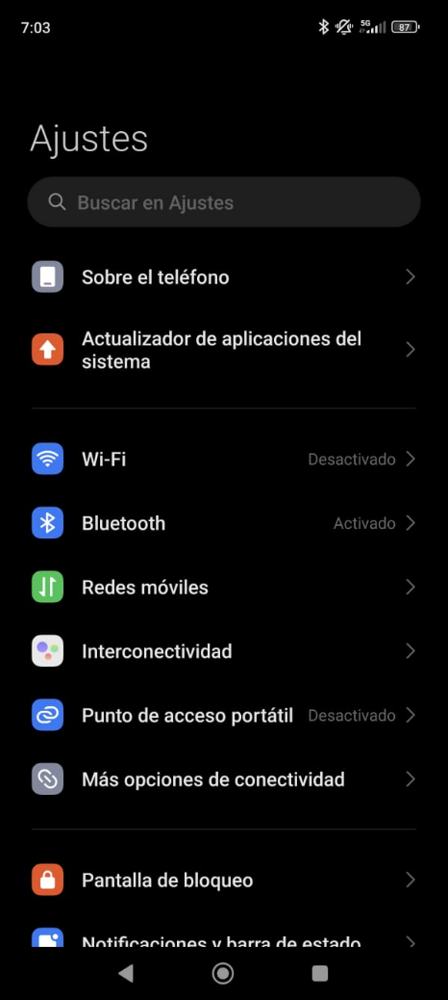 7:03
5G
87
Ajustes
Buscar en Ajustes
Sobre el teléfono
Actualizador de aplicaciones del
sistema
Wi-Fi Desactivado
Bluetooth Activado
Redes móviles
Interconectividad
Punto de acceso portátil Desactivado
Más opciones de conectividad
Pantalla de bloqueo
Notificaciones y barra de estado